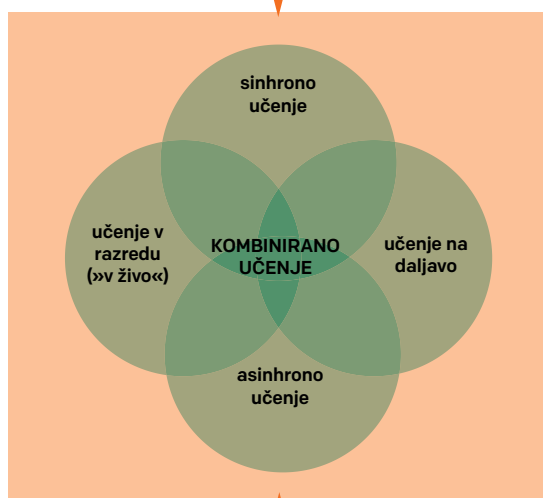 sinhrono
učenje
učenje v
razredu
(»v živo«)
KOMBINIRANO
UČENJE
učenje na
daljavo
asinhrono
učenje